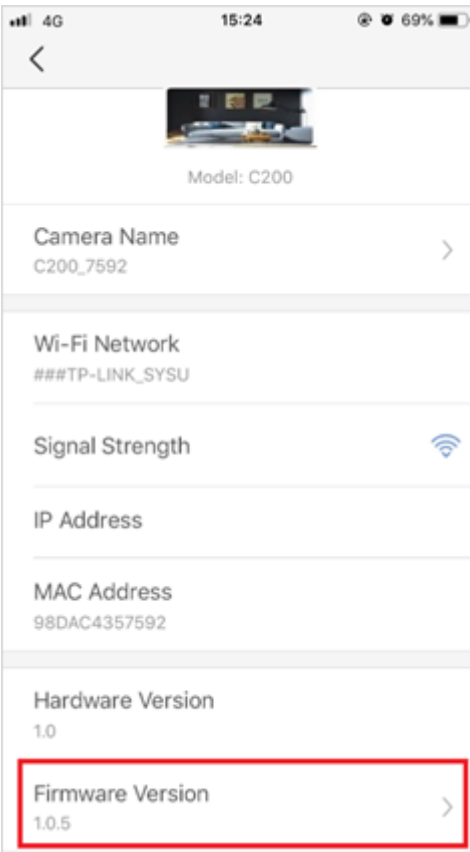 4G 15:24 69%
Model: C200
Camera Name
C200_7592
Wi-Fi Network
###TP-LINK_SYSU
Signal Strength
IP Address
MAC Address
98DAC4357592
Hardware Version
1.0
Firmware Version
1.0.5